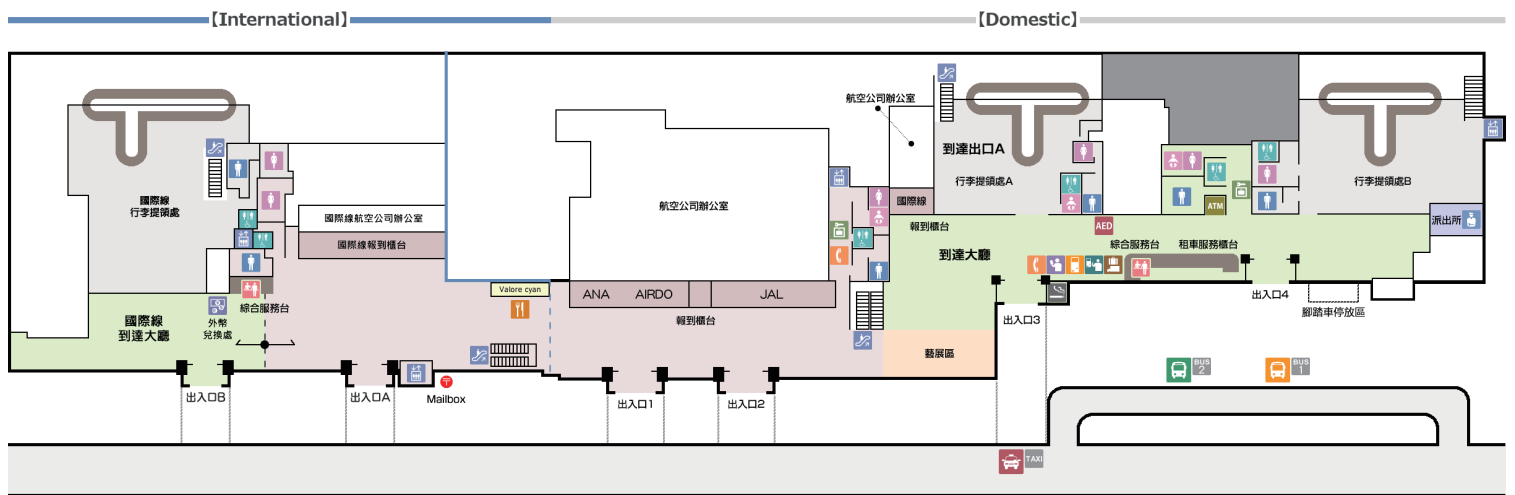 【International】
【Domestic】
航空公司辦公室
到達出口A
行李提領處A
行李提領處B
國際線
行李提領處
國際線航空公司辦公室
國際線報到櫃台
航空公司辦公室
國際線
報到櫃台
ATM
AED
派出所
到達大廳
綜合服務台
租車服務櫃台
Valore cyan
ANA
AIRDO
JAL
報到櫃台
綜合服務台
外幣
兌換處
國際線
到達大廳
出入口3
出入口4
腳踏車停放區
藝展區
出入口B
出入口A
Mailbox
出入口1
出入口2
BUS
2
BUS
1
TAXI